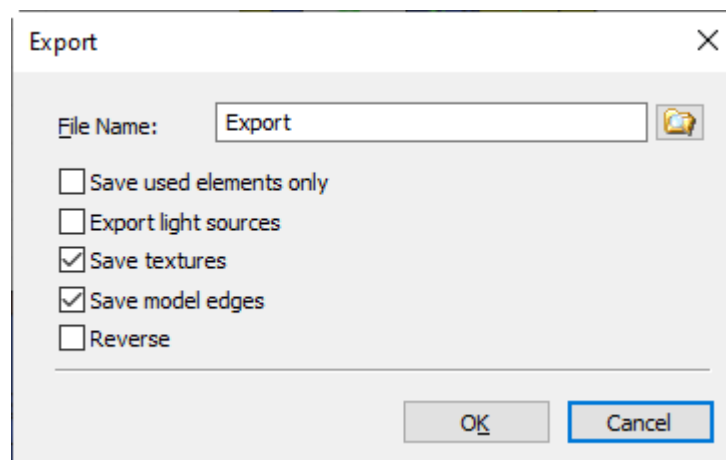 Export
File Name: Export
Save used elements only
Export light sources
Save textures
Save model edges
Reverse
OK Cancel